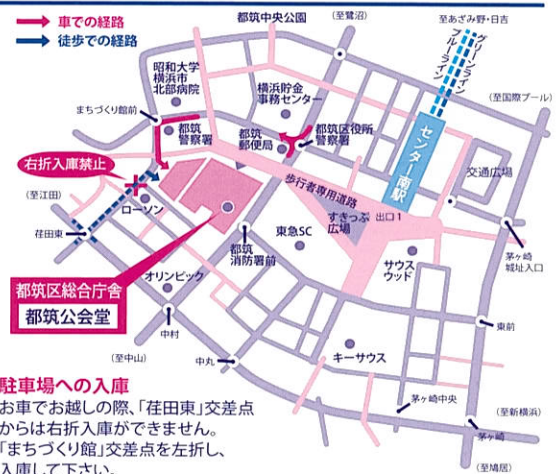 車での経路
徒歩での経路
都筑中央公園
(至鷺沼)
至あざみ野・日吉
グリーンライン
ブルーライン
昭和大学
横浜市
北部病院
横浜貯金
事務センター
(至国際プール)
まちづくり館前
都筑
警察署
都筑
郵便局
都筑区役所
警察署
センター南駅
交通広場
右折入庫禁止
歩行者専用道路
(至江田)
ローソン
すきっぷ
広場
出口1
荏田東
都筑
消防署前
東急SC
サウス
ウッド
茅ヶ崎
城址入口
オリンピック
都筑区総合庁舎
都筑公会堂
中村
東前
(至中山)
中丸
キーサウス
茅ヶ崎中央
(至新横浜)
茅ヶ崎
(至鳩居)
駐車場への入庫
お車でお越しの際、「荏田東」交差点
からは右折入庫ができません。
「まちづくり館」交差点を左折し、
入庫して下さい。